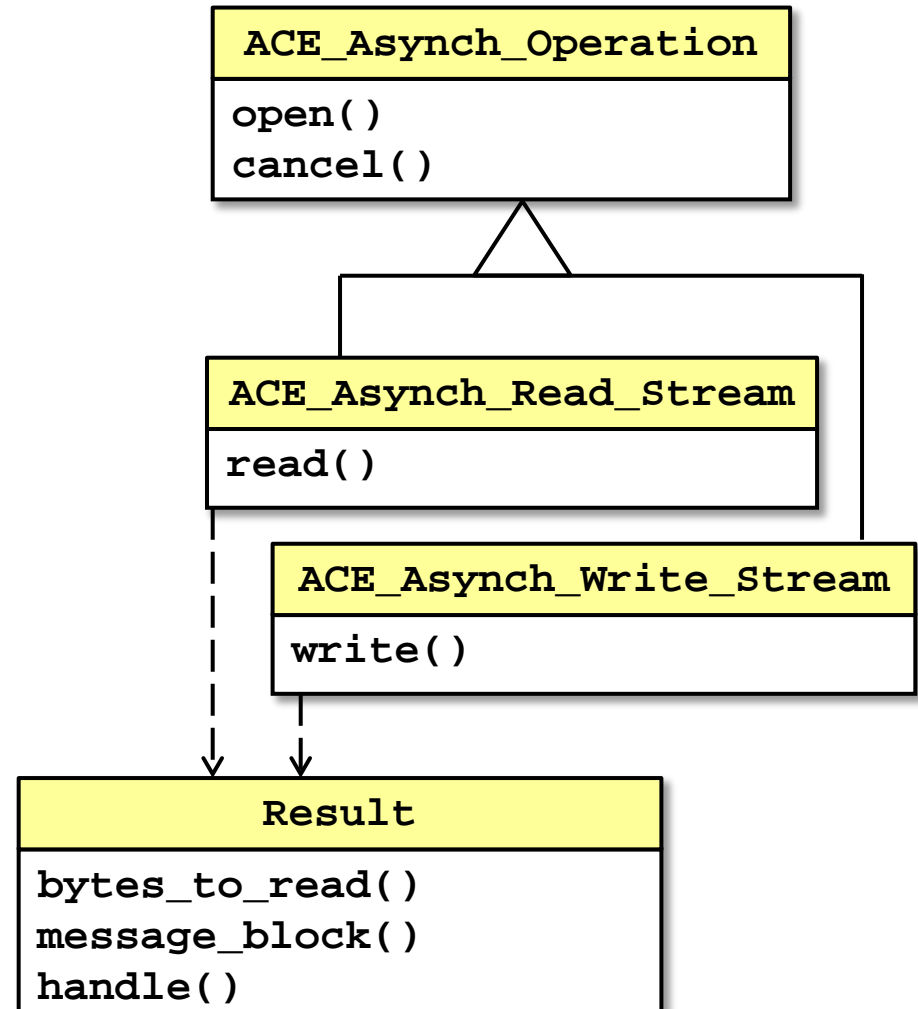 ACE_Asynch_Operation
open()
cancel()
ACE_Asynch_Read_Stream
read()
ACE_Asynch_Write_Stream
write()
Result
bytes_to_read()
message_block()
handle()